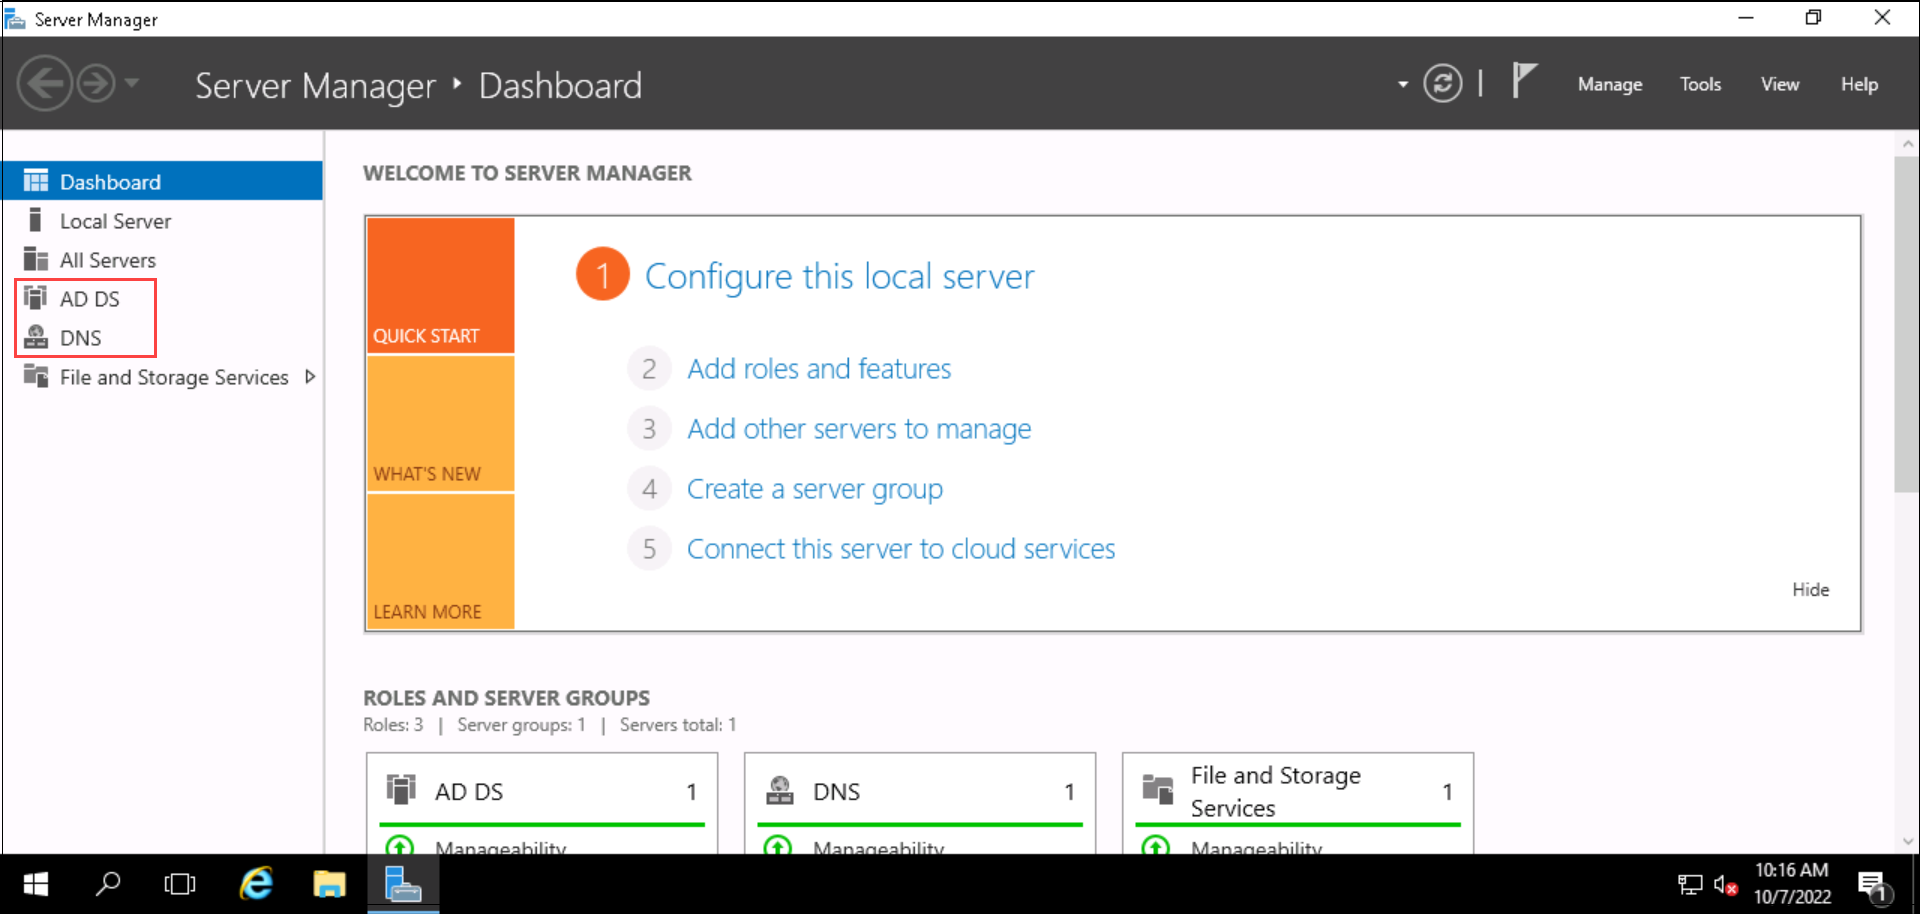 Server Manager
Server Manager ‣ Dashboard
Manage Tools View Help
Dashboard
Local Server
All Servers
AD DS
DNS
File and Storage Services
WELCOME TO SERVER MANAGER
QUICK START
WHAT'S NEW
LEARN MORE
1 Configure this local server
2 Add roles and features
3 Add other servers to manage
4 Create a server group
5 Connect this server to cloud services
Hide
ROLES AND SERVER GROUPS
Roles: 3 | Server groups: 1 | Servers total: 1
AD DS 1
Manageability
DNS 1
Manageability
File and Storage
Services 1
Manageability
10:16 AM
10/7/2022
1